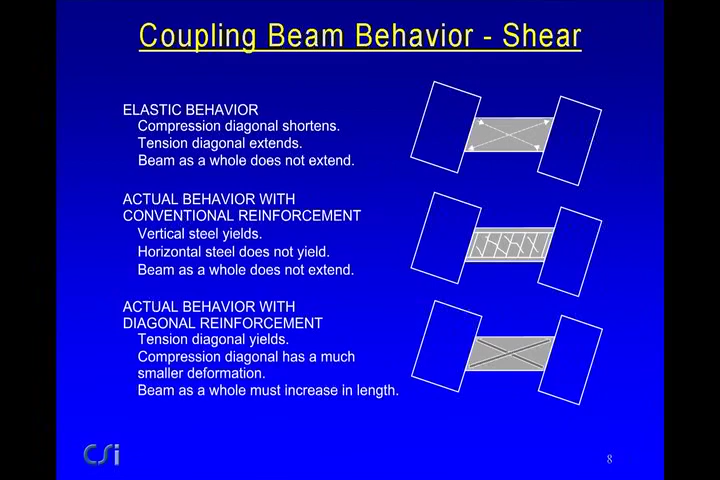 Coupling Beam Behavior - Shear
ELASTIC BEHAVIOR
Compression diagonal shortens.
Tension diagonal extends.
Beam as a whole does not extend.
ACTUAL BEHAVIOR WITH
CONVENTIONAL REINFORCEMENT
Vertical steel yields.
Horizontal steel does not yield.
Beam as a whole does not extend.
ACTUAL BEHAVIOR WITH
DIAGONAL REINFORCEMENT
Tension diagonal yields.
Compression diagonal has a much
smaller deformation.
Beam as a whole must increase in length.
CSi
8